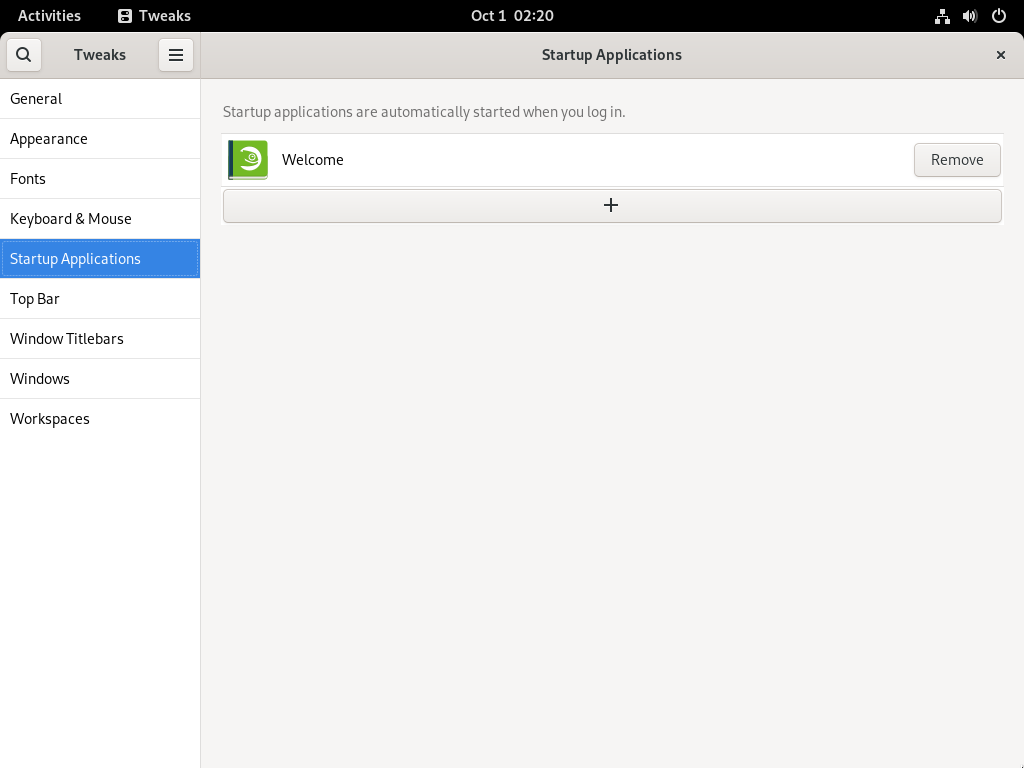 Activities
Tweaks
Oct 1 02:20
Tweaks
Startup Applications
General
Appearance
Fonts
Keyboard & Mouse
Startup Applications
Top Bar
Window Titlebars
Windows
Workspaces
Startup applications are automatically started when you log in.
Welcome
Remove